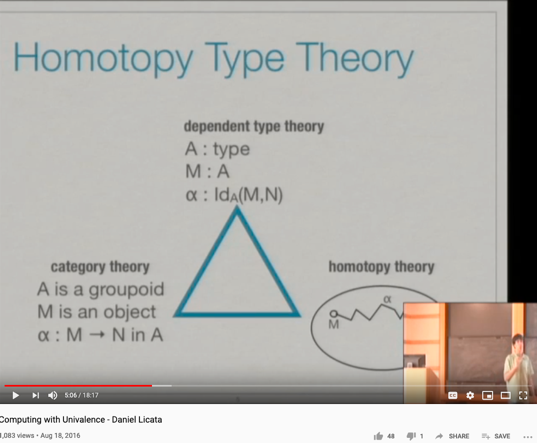 Homotopy Type Theory
dependent type theory
A : type
M : A
α : IdA(M,N)
category theory
A is a groupoid
M is an object
α : M → N in A
homotopy theory
α
M
5:06 / 18:17
CC
Computing with Univalence - Daniel Licata
views • Aug 18, 2016
48
1
SHARE
SAVE